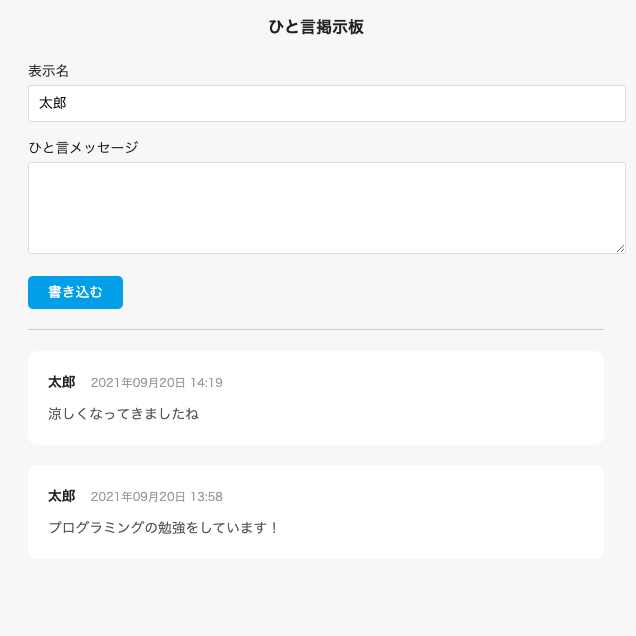 ひと言掲示板
表示名
太郎
ひと言メッセージ
書き込む
太郎 2021年09月20日 14:19
涼しくなってきましたね
太郎 2021年09月20日 13:58
プログラミングの勉強をしています！